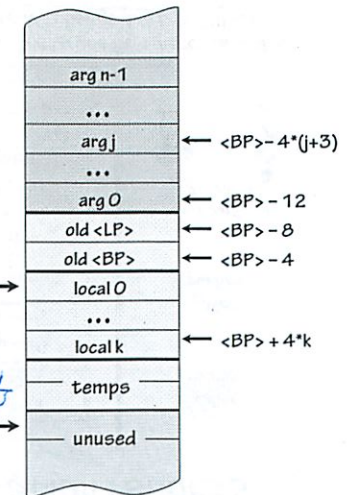 arg n-1
...
arg j ← <BP> – 4*(j+3)
...
arg 0 ← <BP> – 12
old <LP> ← <BP> – 8
old <BP> ← <BP> – 4
local 0
...
local k ← <BP> + 4*k
temps
unused